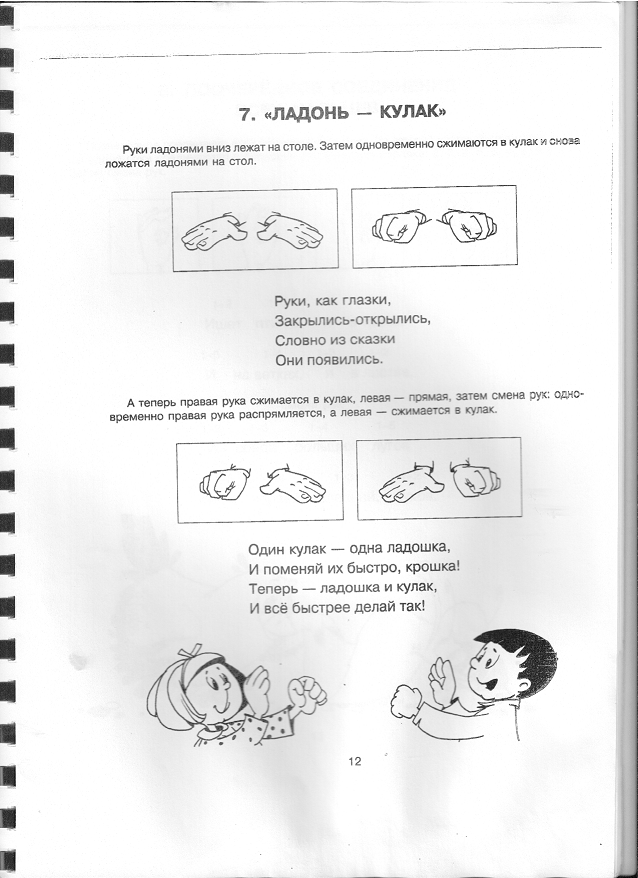 7. «ЛАДОНЬ — КУЛАК»
Руки ладонями вниз лежат на столе. Затем одновременно сжимаются в кулак и снова
ложатся ладонями на стол.
Руки, как глазки,
Закрылись-открылись,
Словно из сказки
Они появились.
А теперь правая рука сжимается в кулак, левая — прямая, затем смена рук: одно-
временно правая рука распрямляется, а левая — сжимается в кулак.
Один кулак — одна ладошка,
И поменяй их быстро, крошка!
Теперь — ладошка и кулак,
И всё быстрее делай так!
12